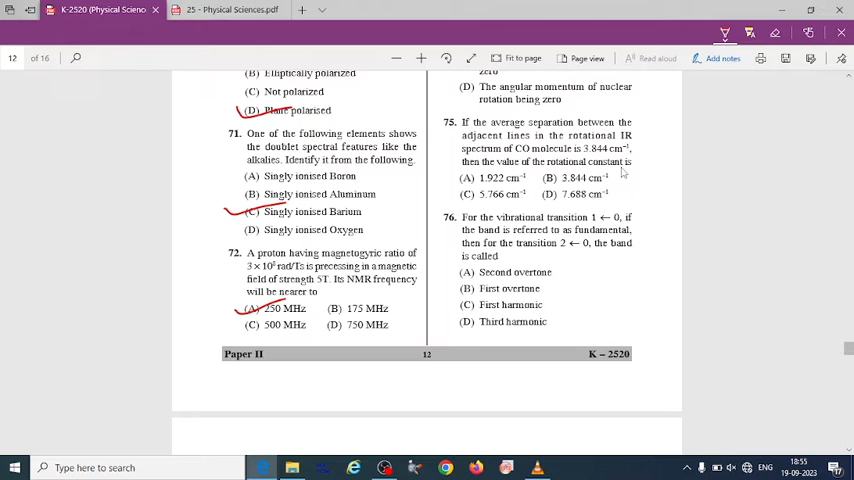 K-2520 (Physical Scienc
25 - Physical Sciences.pdf
12 of 16
Fit to page
Page view
Read aloud
Add notes
(B) Elliptically polarized
(C) Not polarized
(D) Plane polarised
71. One of the following elements shows
the doublet spectral features like the
alkalies. Identify it from the following.
(A) Singly ionised Boron
(B) Singly ionised Aluminum
(C) Singly ionised Barium
(D) Singly ionised Oxygen
72. A proton having magnetogyric ratio of
rad/Ts is precessing in a magnetic
field of strength 5T. Its NMR frequency
will be nearer to
(A) 250 MHz (B) 175 MHz
(C) 500 MHz (D) 750 MHz
zero
(D) The angular momentum of nuclear
rotation being zero
75. If the average separation between the
adjacent lines in the rotational IR
spectrum of CO molecule is 3.844 cm⁻¹,
then the value of the rotational constant is
(A) 1.922 cm⁻¹ (B) 3.844 cm⁻¹
(C) 5.766 cm⁻¹ (D) 7.688 cm⁻¹
76. For the vibrational transition 1 ← 0, if
the band is referred to as fundamental,
then for the transition 2 ← 0, the band
is called
(A) Second overtone
(B) First overtone
(C) First harmonic
(D) Third harmonic
Paper II 12 K – 2520
Type here to search
ENG
18:55
19-09-2023